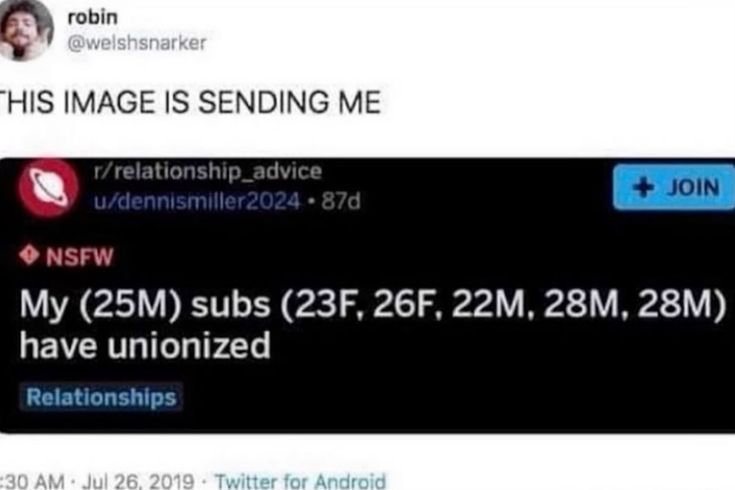 robin
@welshsnarker
THIS IMAGE IS SENDING ME
r/relationship_advice
u/dennismiller2024 • 87d
+ JOIN
NSFW
My (25M) subs (23F, 26F, 22M, 28M, 28M)
have unionized
Relationships
:30 AM · Jul 26, 2019 · Twitter for Android